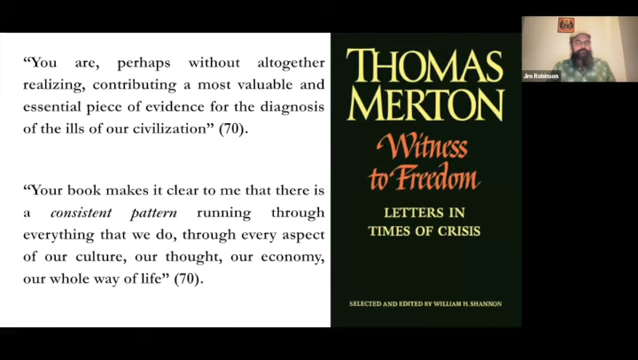 “You are, perhaps without altogether
realizing, contributing a most valuable and
essential piece of evidence for the diagnosis
of the ills of our civilization” (70).
“Your book makes it clear to me that there is
a consistent pattern running through
everything that we do, through every aspect
of our culture, our thought, our economy,
our whole way of life” (70).
THOMAS
MERTON
Witness
to Freedom
LETTERS IN
TIMES OF CRISIS
SELECTED AND EDITED BY WILLIAM H. SHANNON
Jim Robinson